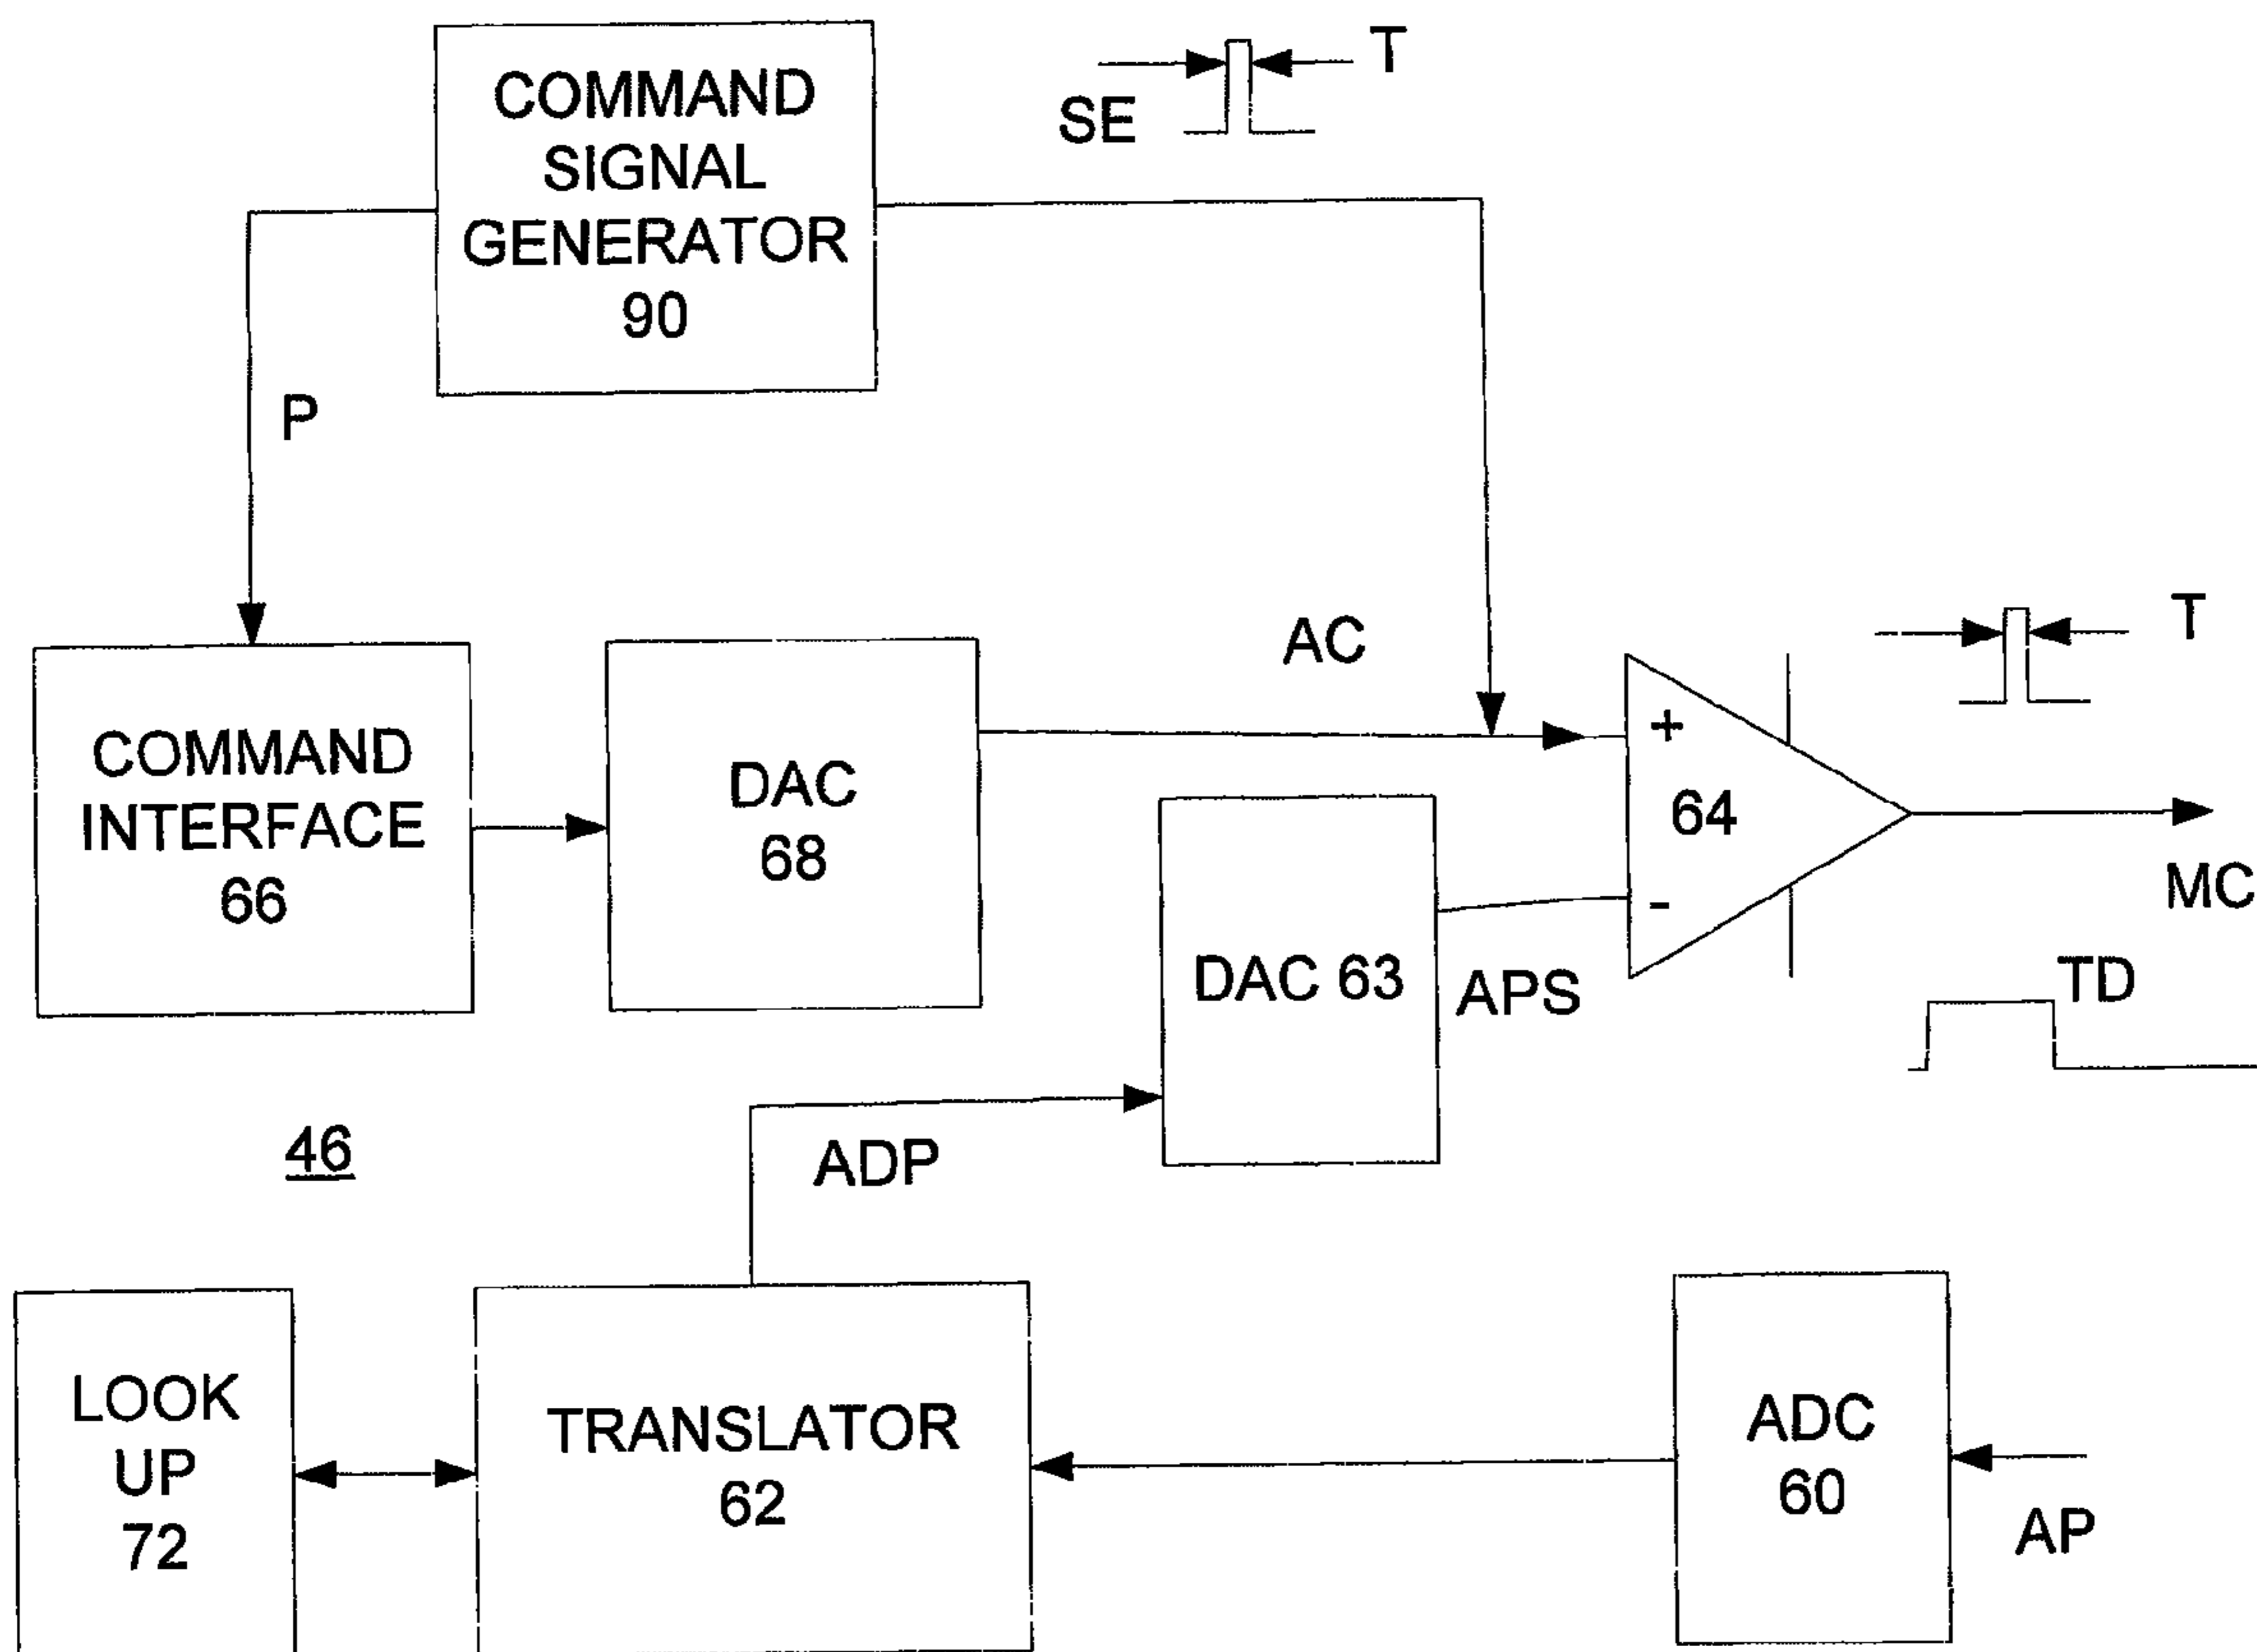 COMMAND
SIGNAL
GENERATOR
90
SE
T
P
COMMAND
INTERFACE
66
DAC
68
AC
+
64
-
T
MC
DAC 63
APS
TD
46
ADP
LOOK
UP
72
TRANSLATOR
62
ADC
60
AP